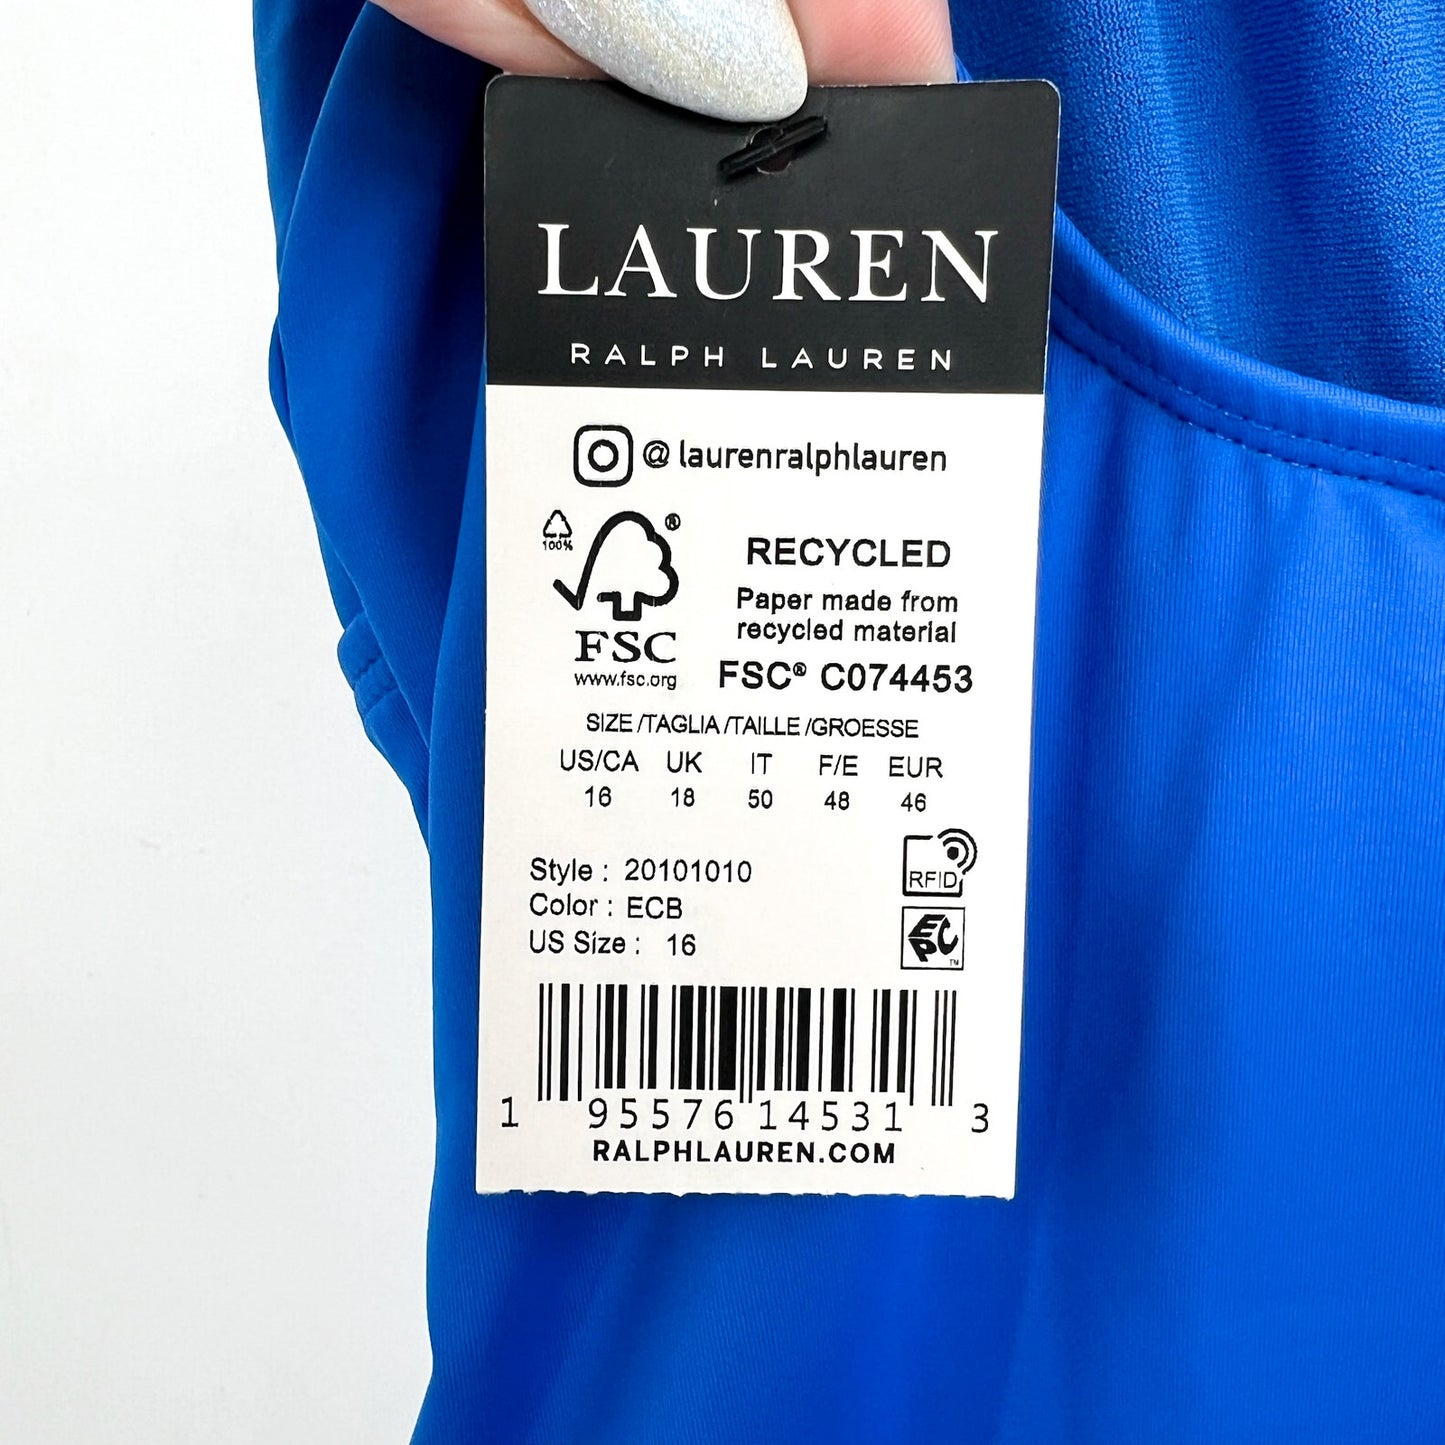 LAUREN
RALPH LAUREN
@ laurenralphlauren
100%
®
FSC
www.fsc.org
RECYCLED
Paper made from
recycled material
FSC® C074453
SIZE/TAGLIA/TAILLE/GROESSE
US/CA UK IT F/E EUR
16 18 50 48 46
Style : 20101010
Color : ECB
US Size : 16
RFID
EPC
TM
1 95576 14531 3
RALPHLAUREN.COM